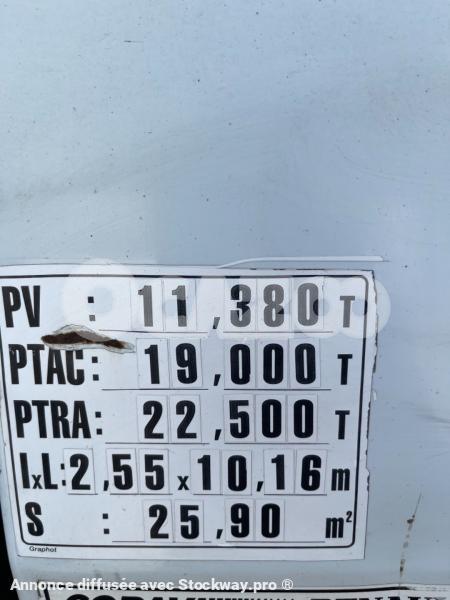 PV : 11,380 T
PTAC: 19,000 T
PTRA: 22,500 T
IxL: 2,55 x 10,16 m
S : 25,90 m²
Graphot
Annonce diffusée avec Stockway.pro ®